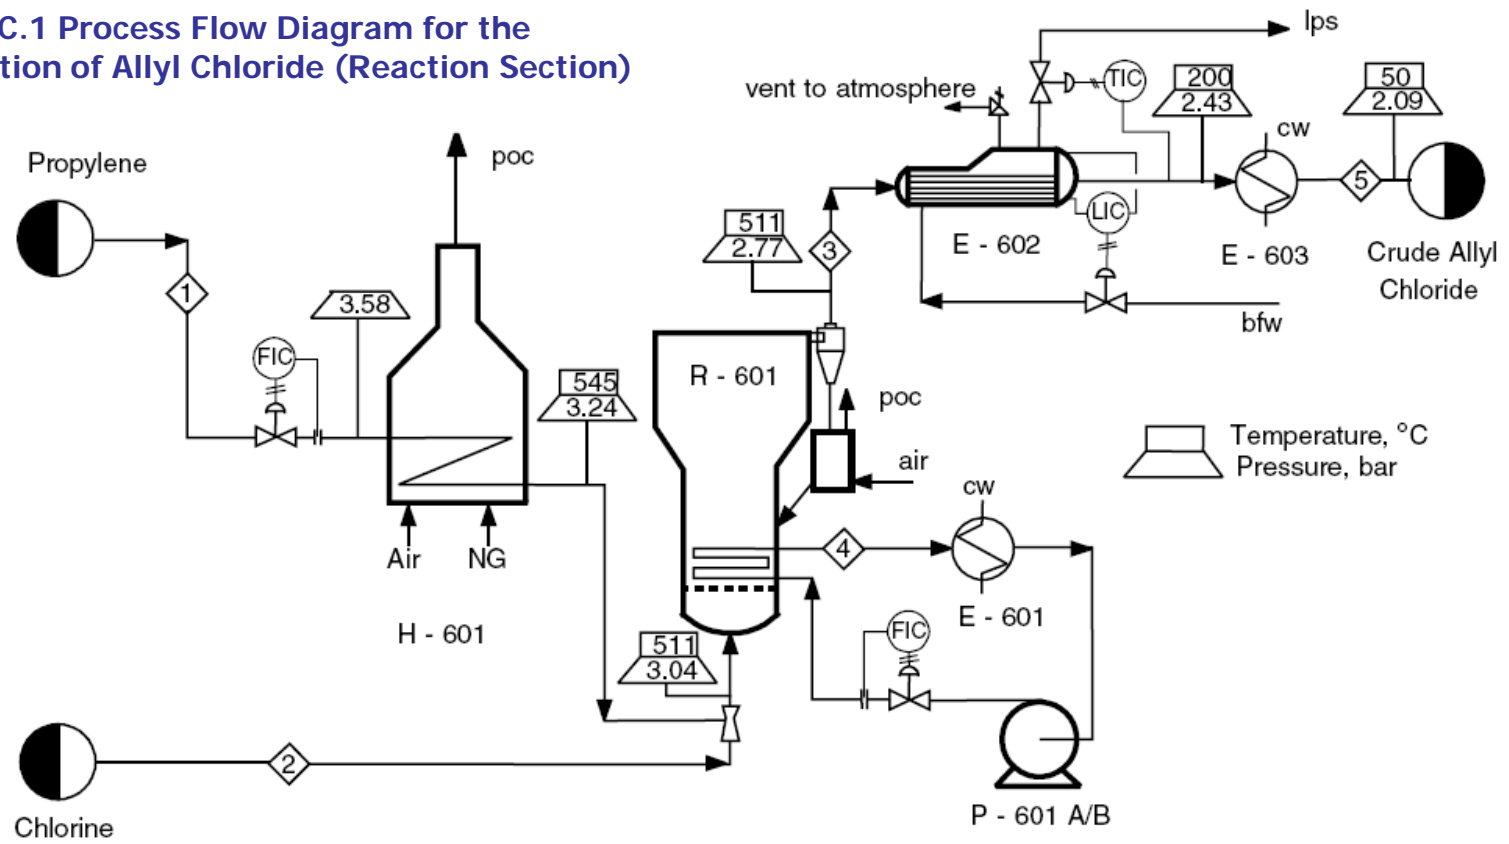 C.1 Process Flow Diagram for the
tion of Allyl Chloride (Reaction Section)
lps
vent to atmosphere
TIC
200
2.43
50
2.09
cw
Propylene
poc
5
LIC
511
2.77
3
E - 602
E - 603
Crude Allyl
Chloride
1
3.58
bfw
FIC
R - 601
545
3.24
poc
Temperature, °C
Pressure, bar
air
cw
4
Air
NG
H - 601
E - 601
FIC
511
3.04
2
P - 601 A/B
Chlorine